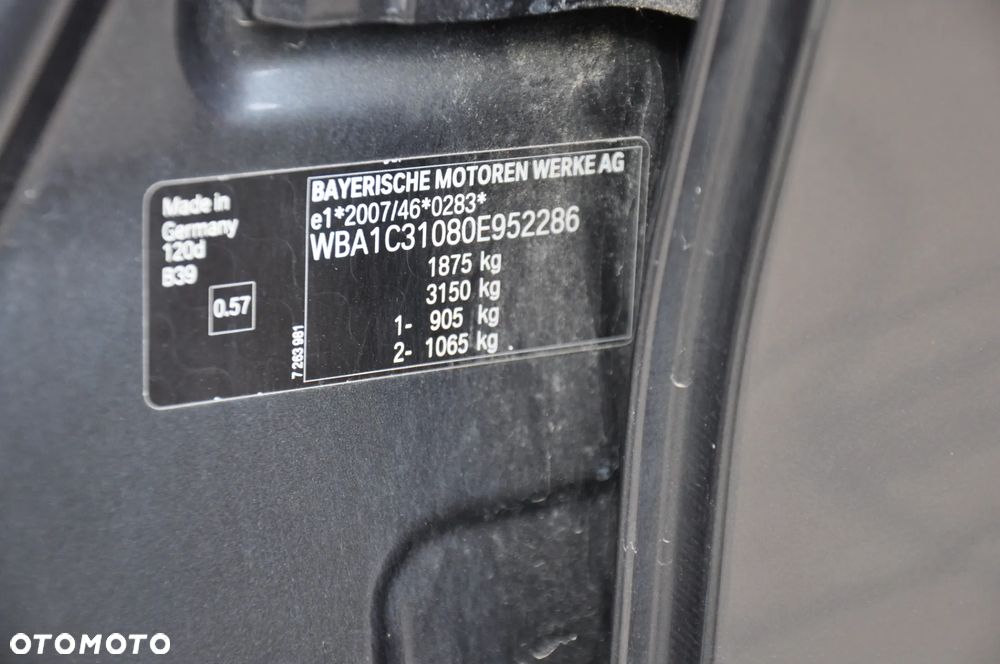 Made in
Germany
120d
B39
0.57
7 263 981
BAYERISCHE MOTOREN WERKE AG
e1*2007/46*0283*
WBA1C31080E952286
1875 kg
3150 kg
1- 905 kg
2- 1065 kg
OTOMOTO